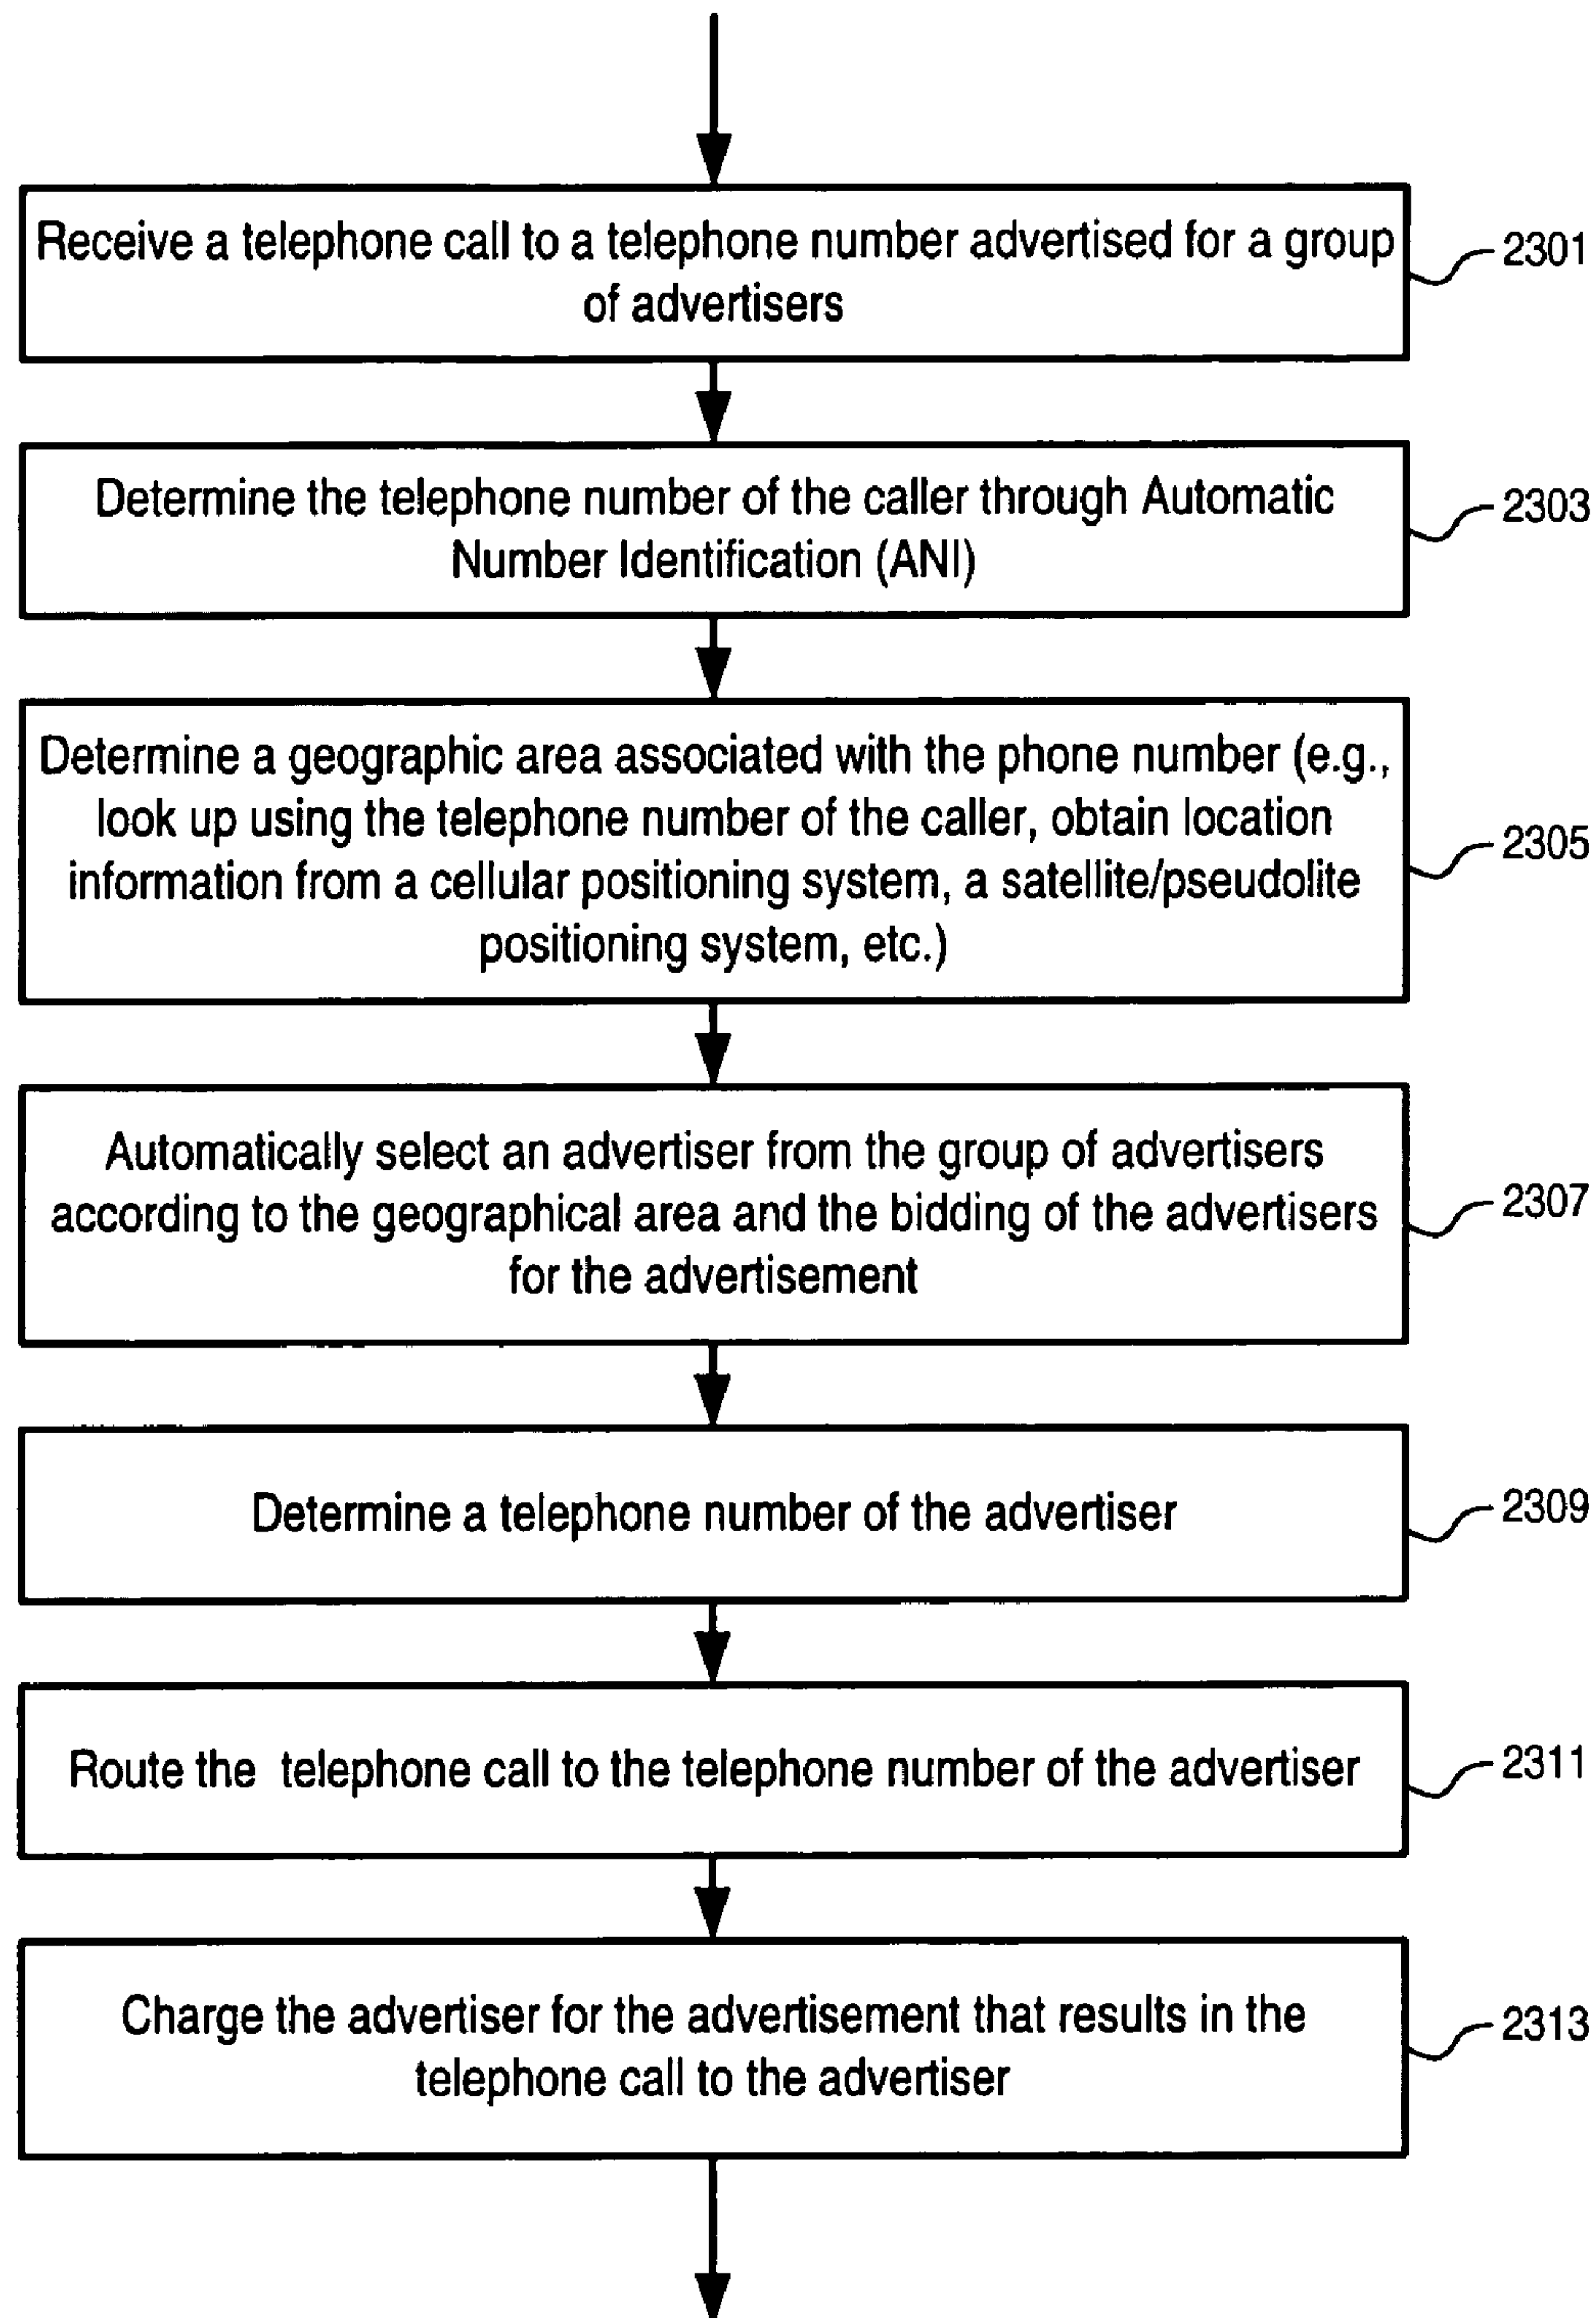 Receive a telephone call to a telephone number advertised for a group
of advertisers
2301
Determine the telephone number of the caller through Automatic
Number Identification (ANI)
2303
Determine a geographic area associated with the phone number (e.g.,
look up using the telephone number of the caller, obtain location
information from a cellular positioning system, a satellite/pseudolite
positioning system, etc.)
2305
Automatically select an advertiser from the group of advertisers
according to the geographical area and the bidding of the advertisers
for the advertisement
2307
Determine a telephone number of the advertiser
2309
Route the telephone call to the telephone number of the advertiser
2311
Charge the advertiser for the advertisement that results in the
telephone call to the advertiser
2313